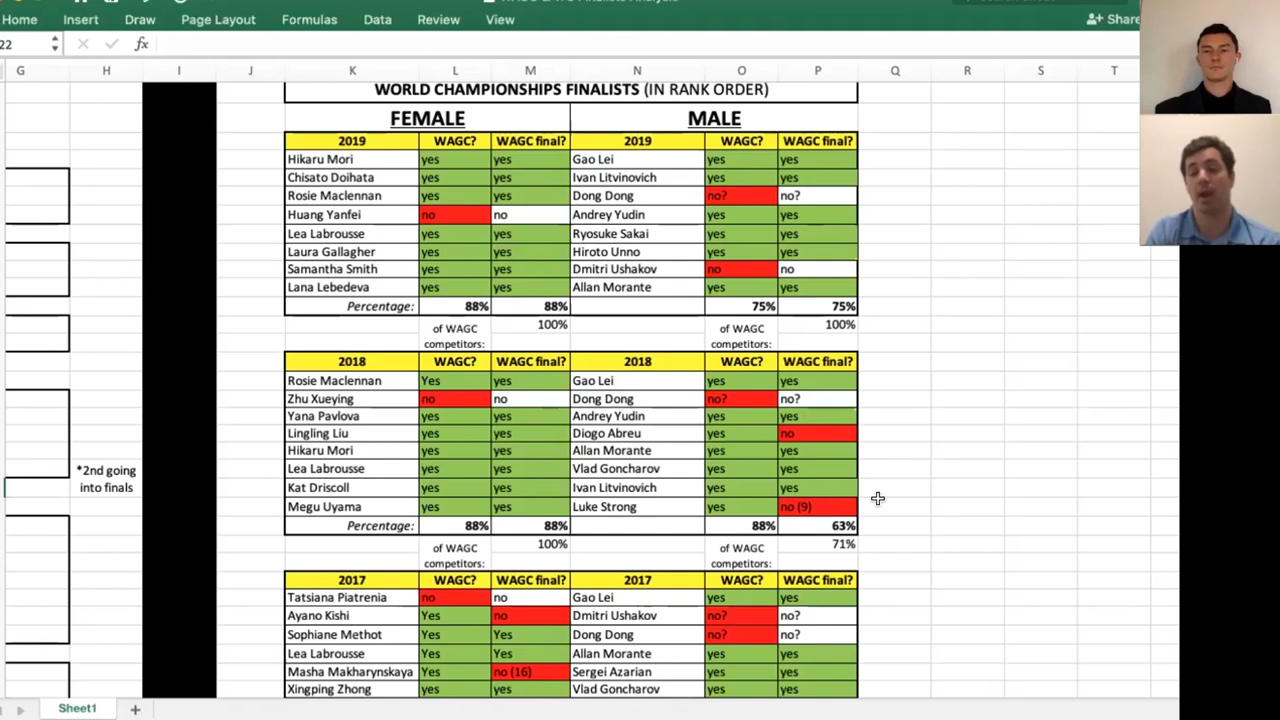 Home Insert Draw Page Layout Formulas Data Review View Share
22 fx
G H I J K L M N O P Q R S T
WORLD CHAMPIONSHIPS FINALISTS (IN RANK ORDER)
FEMALE MALE
2019 WAGC? WAGC final? 2019 WAGC? WAGC final?
Hikaru Mori yes yes Gao Lei yes yes
Chisato Doihata yes yes Ivan Litvinovich yes yes
Rosie Maclennan yes yes Dong Dong no? no?
Huang Yanfei no no Andrey Yudin yes yes
Lea Labrousse yes yes Ryosuke Sakai yes yes
Laura Gallagher yes yes Hiroto Unno yes yes
Samantha Smith yes yes Dmitri Ushakov no no
Lana Lebedeva yes yes Allan Morante yes yes
Percentage: 88% 88% 75% 75%
of WAGC 100% of WAGC 100%
competitors: competitors:
2018 WAGC? WAGC final? 2018 WAGC? WAGC final?
Rosie Maclennan Yes yes Gao Lei yes yes
Zhu Xueying no no Dong Dong no? no?
Yana Pavlova yes yes Andrey Yudin yes yes
Lingling Liu yes yes Diogo Abreu yes no
Hikaru Mori yes yes Allan Morante yes yes
*2nd going Lea Labrousse yes yes Vlad Goncharov yes yes
into finals Kat Driscoll yes yes Ivan Litvinovich yes yes
Megu Uyama yes yes Luke Strong yes no (9)
Percentage: 88% 88% 88% 63%
of WAGC 100% of WAGC 71%
competitors: competitors:
2017 WAGC? WAGC final? 2017 WAGC? WAGC final?
Tatsiana Piatrenia no no Gao Lei yes yes
Ayano Kishi Yes no Dmitri Ushakov no? no?
Sophiane Methot Yes Yes Dong Dong no? no?
Lea Labrousse Yes Yes Allan Morante yes yes
Masha Makharynskaya Yes no (16) Sergei Azarian yes yes
Xingping Zhong yes yes Vlad Goncharov yes yes
Sheet1